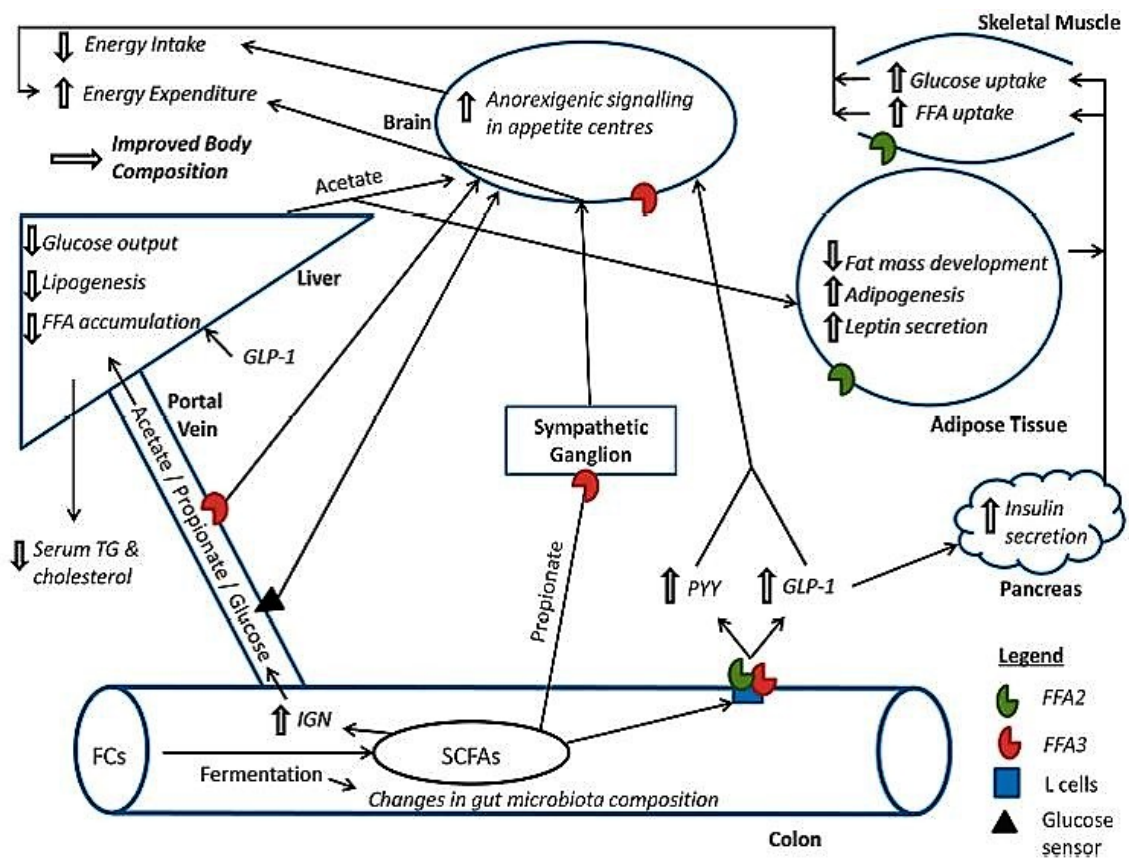 Skeletal Muscle
Energy Intake
Energy Expenditure
Improved Body
Composition
Brain
Anorexigenic signalling
in appetite centres
Glucose uptake
FFA uptake
Acetate
Glucose output
Lipogenesis
FFA accumulation
Liver
GLP-1
Fat mass development
Adipogenesis
Leptin secretion
Adipose Tissue
Portal
Vein
Acetate / Propionate / Glucose
Sympathetic
Ganglion
Propionate
Serum TG &
cholesterol
PYY
GLP-1
Insulin
secretion
Pancreas
FCs
IGN
SCFAs
Fermentation
Changes in gut microbiota composition
Colon
Legend
FFA2
FFA3
L cells
Glucose
sensor